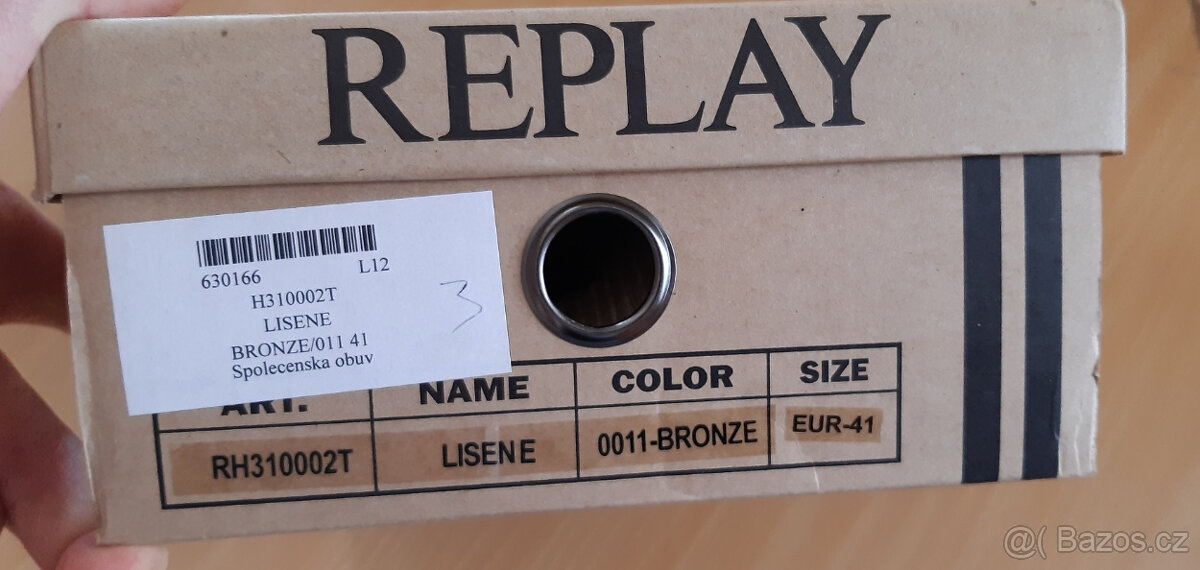 REPLAY
630166 L12
H310002T
LISENE
BRONZE/011 41
Spolecenska obuv
3
ART. NAME COLOR SIZE
RH310002T LISENE 0011-BRONZE EUR-41
@( Bazos.cz